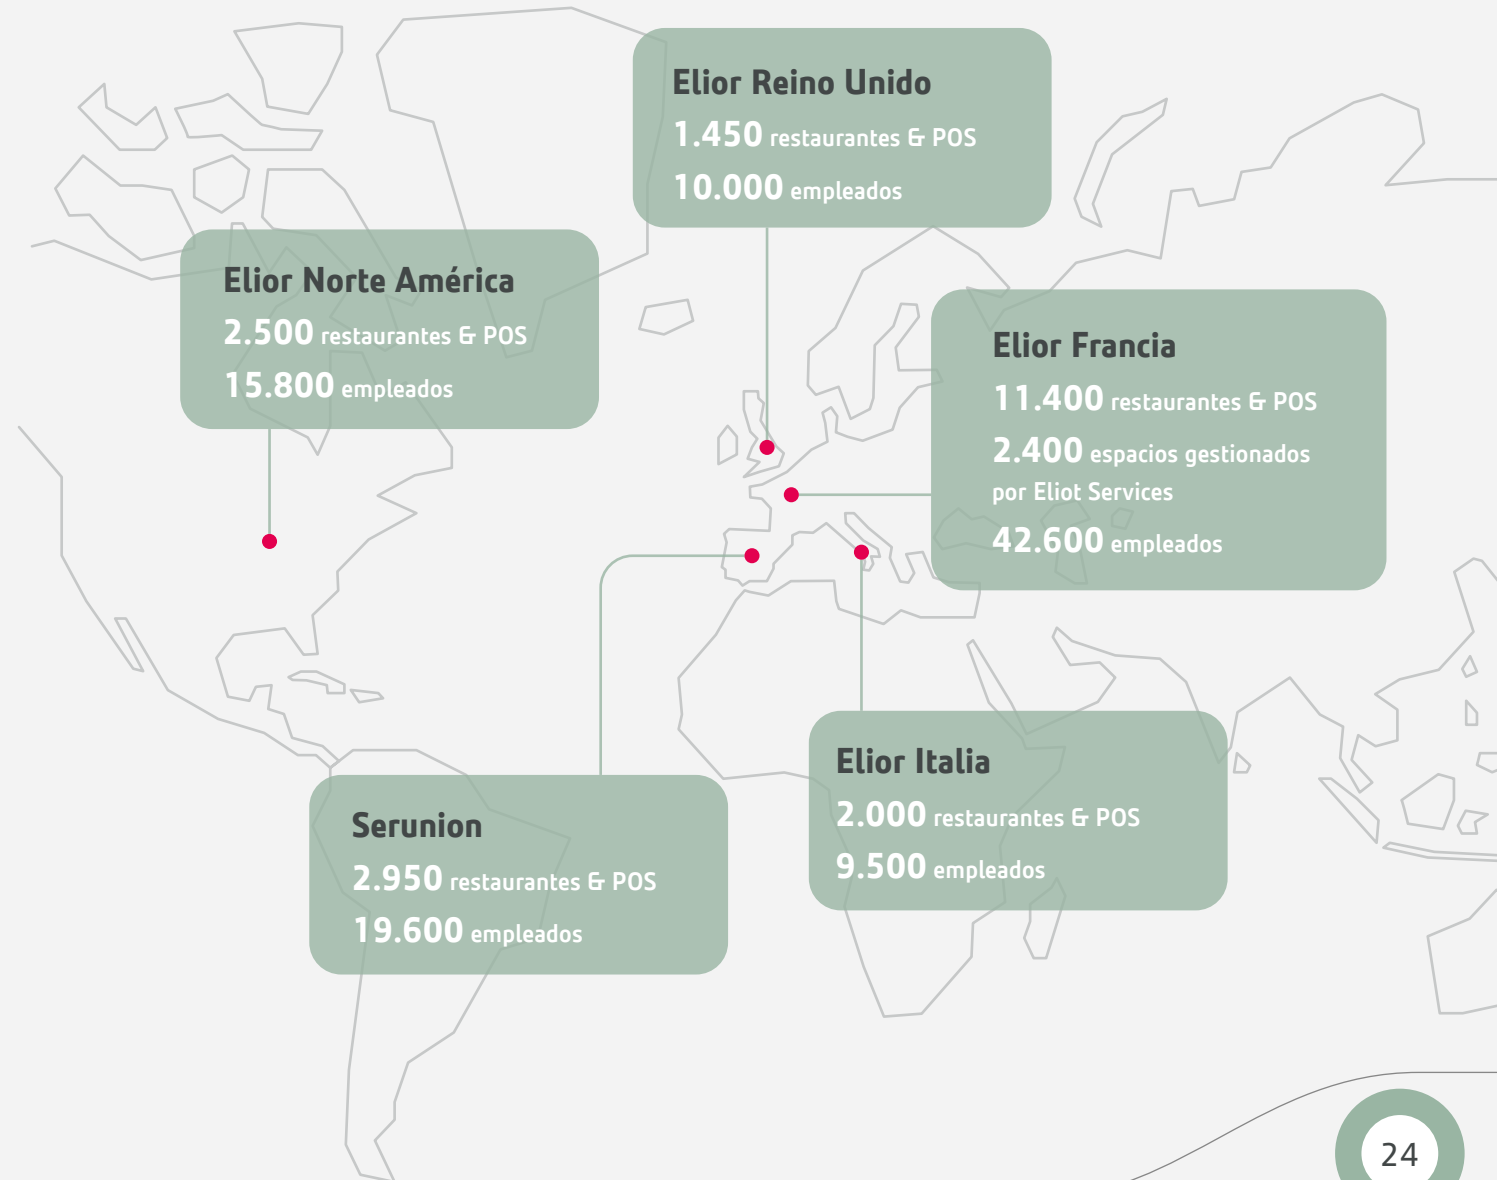 Elior Reino Unido
1.450 restaurantes & POS
10.000 empleados
Elior Norte América
2.500 restaurantes & POS
15.800 empleados
Elior Francia
11.400 restaurantes & POS
2.400 espacios gestionados
por Eliot Services
42.600 empleados
Elior Italia
2.000 restaurantes & POS
9.500 empleados
Serunion
2.950 restaurantes & POS
19.600 empleados
24